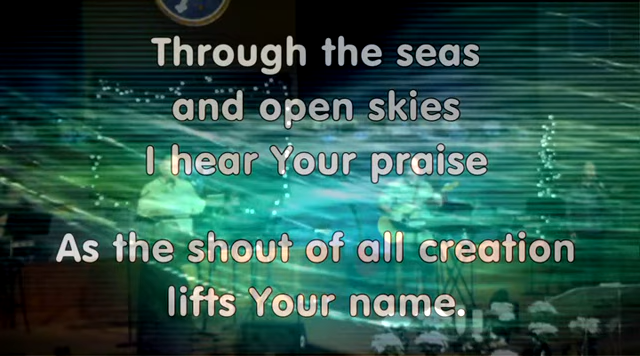 Through the seas
and open skies
I hear Your praise
As the shout of all creation
lifts Your name.